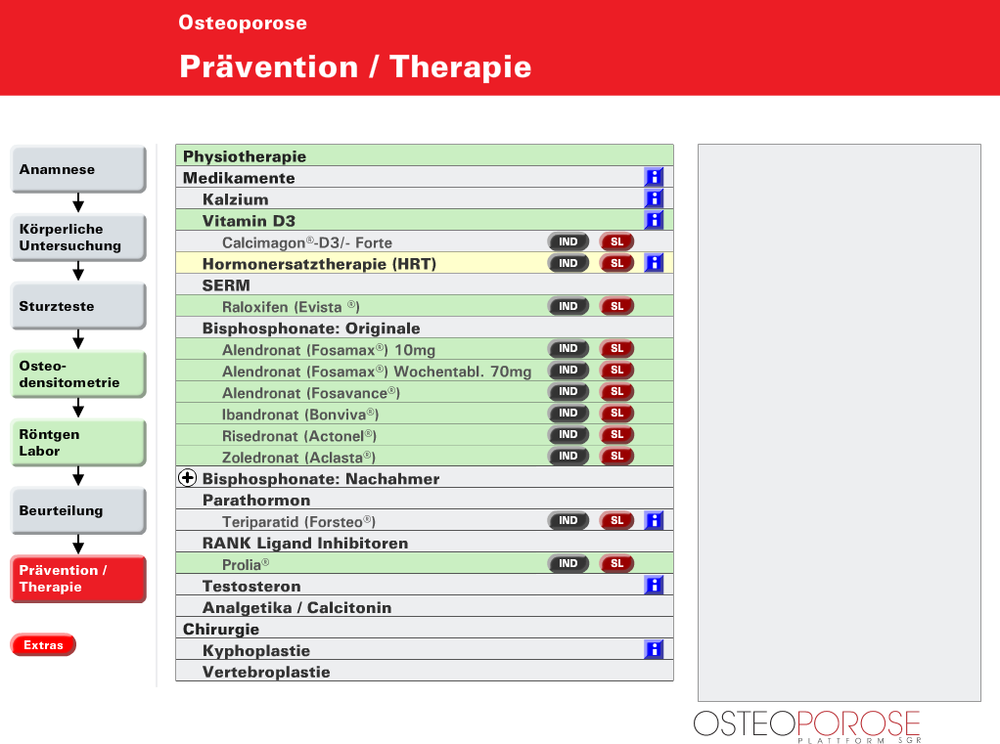 Osteoporose
Prävention / Therapie
Anamnese
Körperliche
Untersuchung
Sturzteste
Osteo-
densitometrie
Röntgen
Labor
Beurteilung
Prävention /
Therapie
Extras
Physiotherapie
Medikamente i
Kalzium i
Vitamin D3 i
Calcimagon®-D3/- Forte IND SL
Hormonersatztherapie (HRT) IND SL i
SERM
Raloxifen (Evista ®) IND SL
Bisphosphonate: Originale
Alendronat (Fosamax®) 10mg IND SL
Alendronat (Fosamax®) Wochentabl. 70mg IND SL
Alendronat (Fosavance®) IND SL
Ibandronat (Bonviva®) IND SL
Risedronat (Actonel®) IND SL
Zoledronat (Aclasta®) IND SL
Bisphosphonate: Nachahmer
Parathormon
Teriparatid (Forsteo®) IND SL i
RANK Ligand Inhibitoren
Prolia® IND SL
Testosteron i
Analgetika / Calcitonin
Chirurgie
Kyphoplastie i
Vertebroplastie
OSTEOPOROSE
PLATTFORM SGR